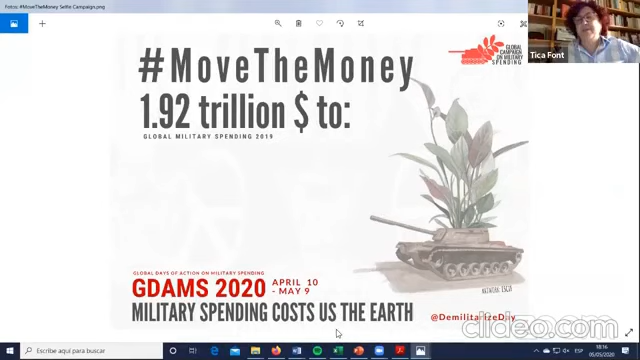 Fotos: #MoveTheMoney Selfie Campaign.png
Tica Font
GLOBAL
CAMPAIGN
ON MILITARY
SPENDING
#MoveTheMoney
1.92 trillion $ to:
GLOBAL MILITARY SPENDING 2019
GLOBAL DAYS OF ACTION ON MILITARY SPENDING
GDAMS 2020
APRIL 10
- MAY 9
MILITARY SPENDING COSTS US THE EARTH
@DemilitarizeDay
clideo.com
Escribe aquí para buscar
ESP
18:16
05/05/2020